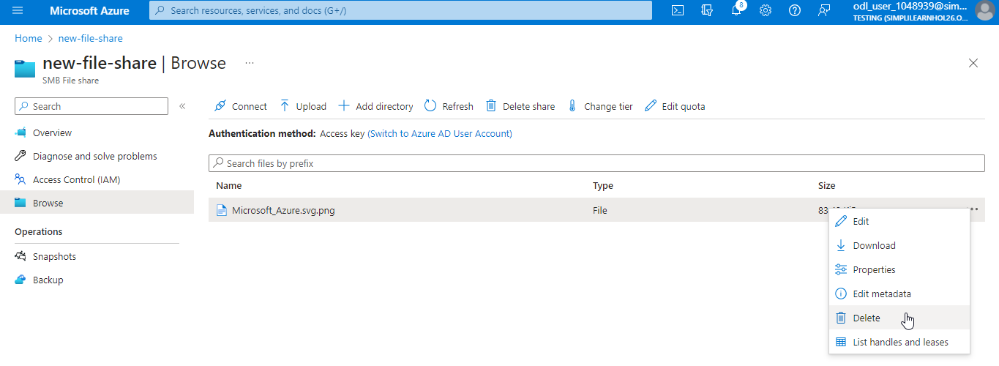 Microsoft Azure
Search resources, services, and docs (G+/)
8
odl_user_1048939@sim...
TESTING (SIMPLILEARNHOL26.O...
Home > new-file-share
new-file-share | Browse ...
SMB File share
Search «
Connect Upload Add directory Refresh Delete share Change tier Edit quota
Overview
Authentication method: Access key (Switch to Azure AD User Account)
Diagnose and solve problems
Search files by prefix
Access Control (IAM)
Name Type Size
Browse
Microsoft_Azure.svg.png File
Operations
Snapshots
Backup
Edit
Download
Properties
Edit metadata
Delete
List handles and leases